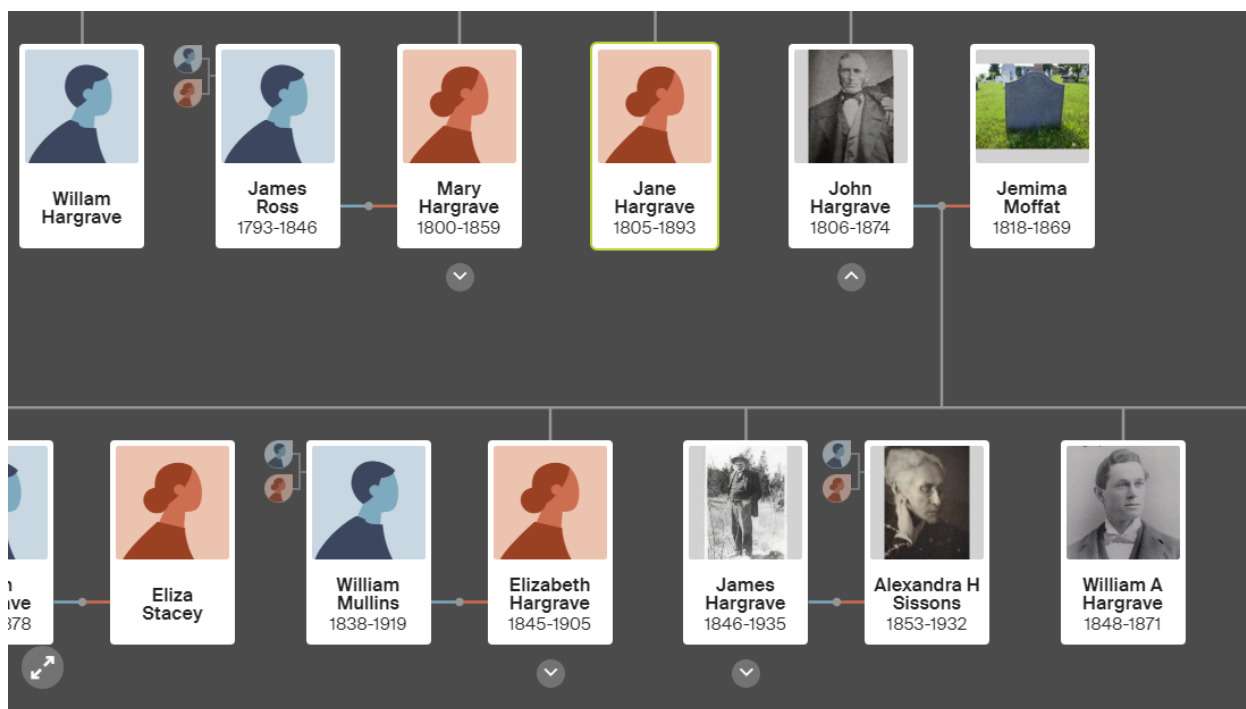 Willam
Hargrave
James
Ross
1793-1846
Mary
Hargrave
1800-1859
Jane
Hargrave
1805-1893
John
Hargrave
1806-1874
Jemima
Moffat
1818-1869
ave
378
Eliza
Stacey
William
Mullins
1838-1919
Elizabeth
Hargrave
1845-1905
James
Hargrave
1846-1935
Alexandra H
Sissons
1853-1932
William A
Hargrave
1848-1871